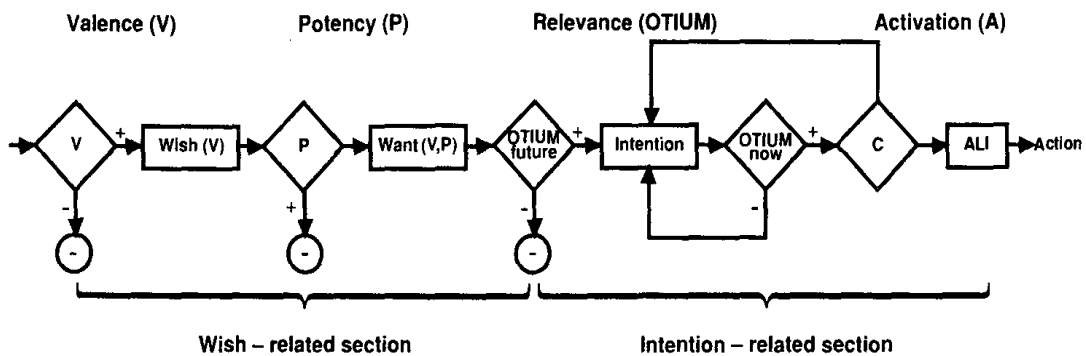 Valence (V) Potency (P) Relevance (OTIUM) Activation (A)
V + Wish (V) P Want (V,P) OTIUM future + Intention OTIUM now + C ALI Action
- + - -
- - -
Wish – related section Intention – related section